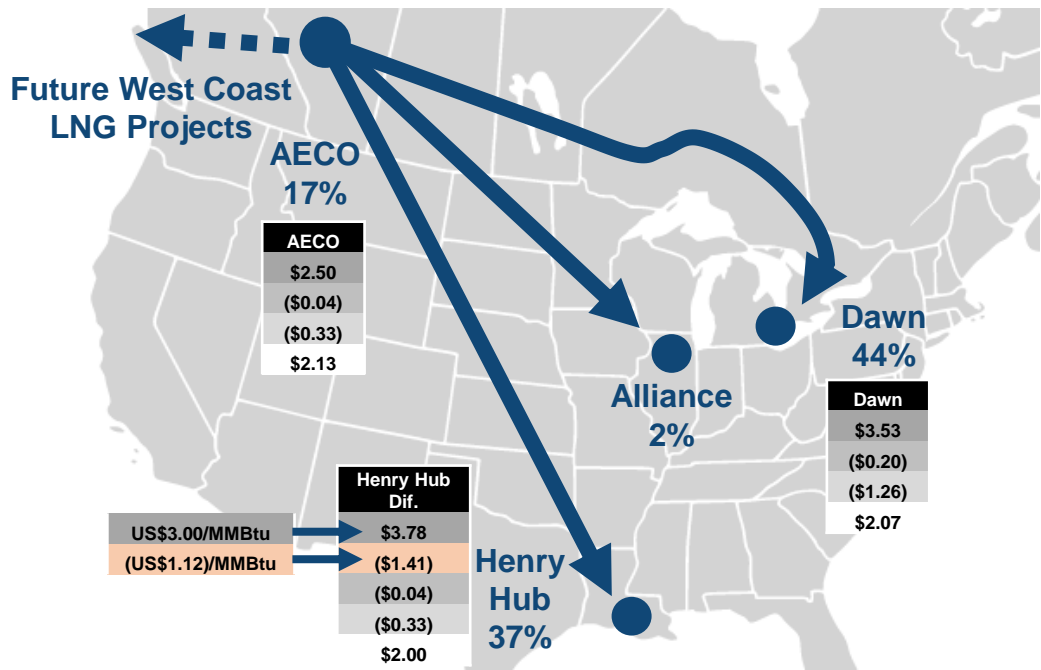 Future West Coast
LNG Projects
AECO
17%
AECO
$2.50
($0.04)
($0.33)
$2.13
Dawn
44%
Alliance
2%
Dawn
$3.53
($0.20)
($1.26)
$2.07
Henry Hub
Dif.
US$3.00/MMBtu $3.78
(US$1.12)/MMBtu ($1.41)
($0.04)
($0.33)
$2.00
Henry
Hub
37%